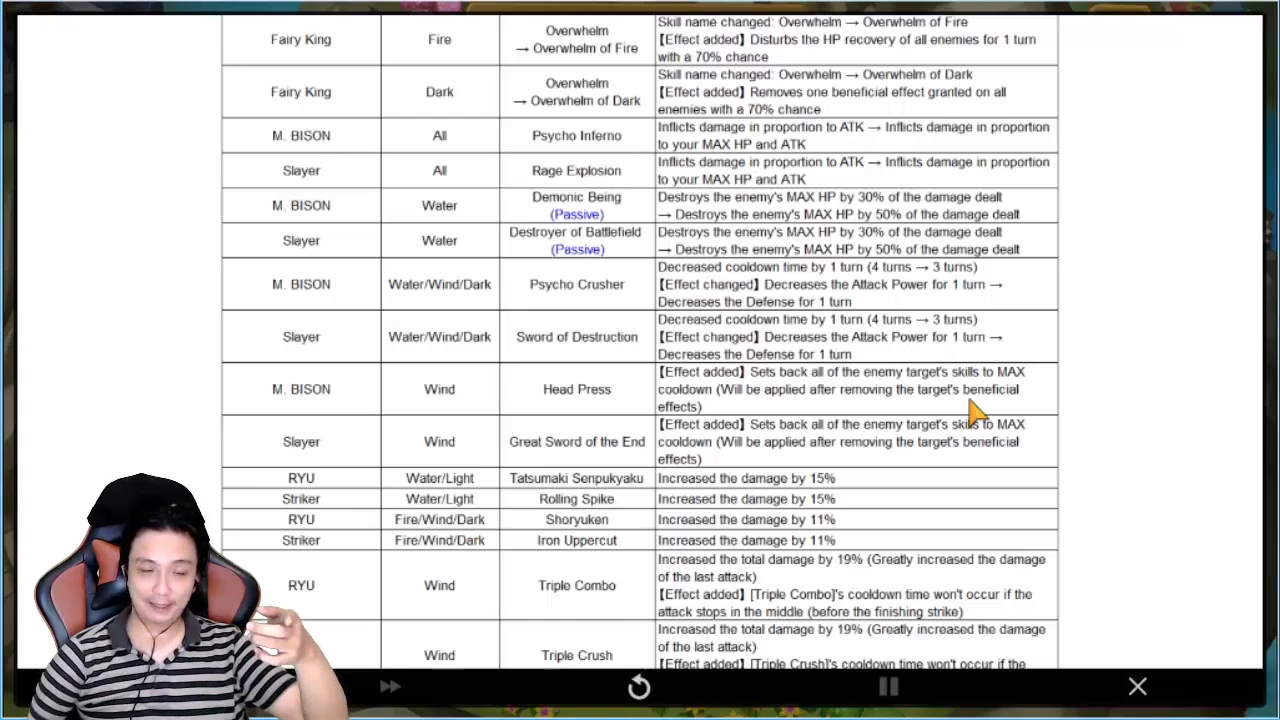 Skill name changed: Overwhelm → Overwhelm of Fire
Fairy King Fire Overwhelm → Overwhelm of Fire 【Effect added】 Disturbs the HP recovery of all enemies for 1 turn
with a 70% chance
Skill name changed: Overwhelm → Overwhelm of Dark
Fairy King Dark Overwhelm → Overwhelm of Dark 【Effect added】 Removes one beneficial effect granted on all
enemies with a 70% chance
M. BISON All Psycho Inferno Inflicts damage in proportion to ATK → Inflicts damage in proportion
to your MAX HP and ATK
Slayer All Rage Explosion Inflicts damage in proportion to ATK → Inflicts damage in proportion
to your MAX HP and ATK
M. BISON Water Demonic Being (Passive) Destroys the enemy's MAX HP by 30% of the damage dealt
→ Destroys the enemy's MAX HP by 50% of the damage dealt
Slayer Water Destroyer of Battlefield (Passive) Destroys the enemy's MAX HP by 30% of the damage dealt
→ Destroys the enemy's MAX HP by 50% of the damage dealt
M. BISON Water/Wind/Dark Psycho Crusher Decreased cooldown time by 1 turn (4 turns → 3 turns)
【Effect changed】 Decreases the Attack Power for 1 turn →
Decreases the Defense for 1 turn
Slayer Water/Wind/Dark Sword of Destruction Decreased cooldown time by 1 turn (4 turns → 3 turns)
【Effect changed】 Decreases the Attack Power for 1 turn →
Decreases the Defense for 1 turn
M. BISON Wind Head Press 【Effect added】 Sets back all of the enemy target's skills to MAX
cooldown (Will be applied after removing the target's beneficial
effects)
Slayer Wind Great Sword of the End 【Effect added】 Sets back all of the enemy target's skills to MAX
cooldown (Will be applied after removing the target's beneficial
effects)
RYU Water/Light Tatsumaki Senpukyaku Increased the damage by 15%
Striker Water/Light Rolling Spike Increased the damage by 15%
RYU Fire/Wind/Dark Shoryuken Increased the damage by 11%
Striker Fire/Wind/Dark Iron Uppercut Increased the damage by 11%
RYU Wind Triple Combo Increased the total damage by 19% (Greatly increased the damage
of the last attack)
【Effect added】 [Triple Combo]'s cooldown time won't occur if the
attack stops in the middle (before the finishing strike)
Wind Triple Crush Increased the total damage by 19% (Greatly increased the damage
of the last attack)
【Effect added】 [Triple Crush]'s cooldown time won't occur if the